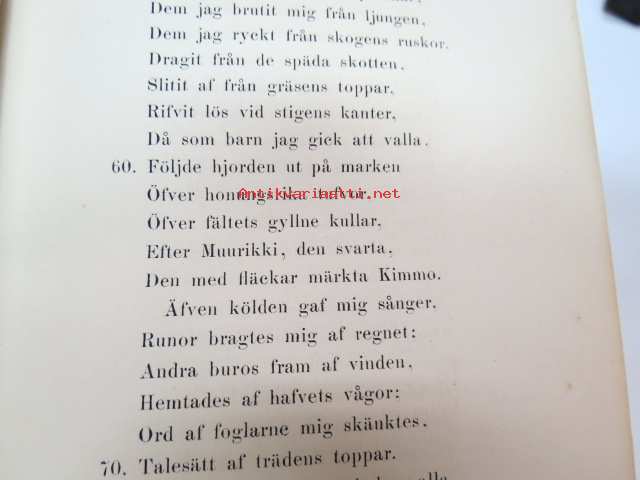 Dem jag brutit mig från ljungen,
Dem jag ryckt från skogens ruskor.
Dragit från de späda skotten,
Slitit af från gräsens toppar,
Rifvit lös vid stigens kanter,
Då som barn jag gick att valla.
60. Följde hjorden ut på marken
Öfver honungsrika tufvor,
Antikvariaatti.net
Öfver fältets gyllne kullar,
Efter Muurikki, den svarta,
Den med fläckar märkta Kimmo.
Äfven kölden gaf mig sånger,
Runor bragtes mig af regnet:
Andra buros fram af vinden,
Hemtades af hafvets vågor:
Ord af foglarne mig skänktes.
70. Talesätt af trädens toppar.